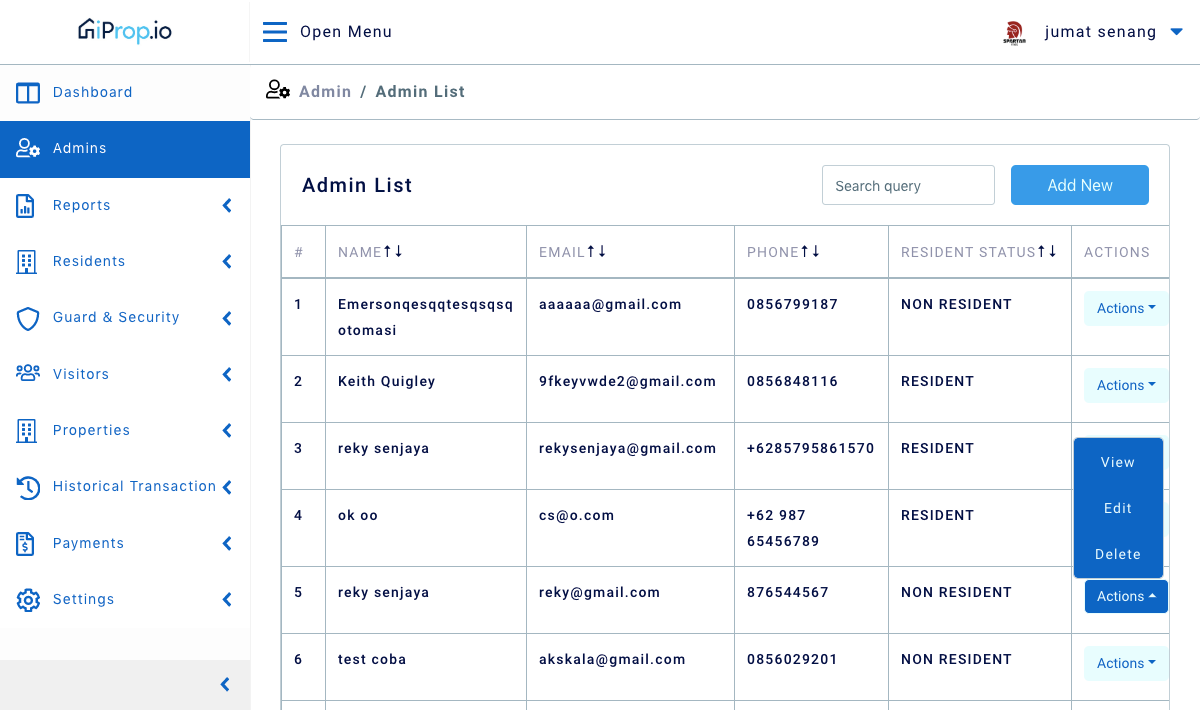 iProp.io
Open Menu
SPARTAN
jumat senang
Dashboard
Admins
Reports
Residents
Guard & Security
Visitors
Properties
Historical Transaction
Payments
Settings
Admin / Admin List
Admin List
Search query
Add New
# NAME EMAIL PHONE RESIDENT STATUS ACTIONS
1 Emersonqesqqtesqsqsq aaaaaa@gmail.com 0856799187 NON RESIDENT Actions
otomasi
2 Keith Quigley 9fkeyvwde2@gmail.com 0856848116 RESIDENT Actions
3 reky senjaya rekysenjaya@gmail.com +6285795861570 RESIDENT
View
4 ok oo cs@o.com +62 987 RESIDENT
65456789
Edit
Delete
5 reky senjaya reky@gmail.com 876544567 NON RESIDENT Actions
6 test coba akskala@gmail.com 0856029201 NON RESIDENT Actions